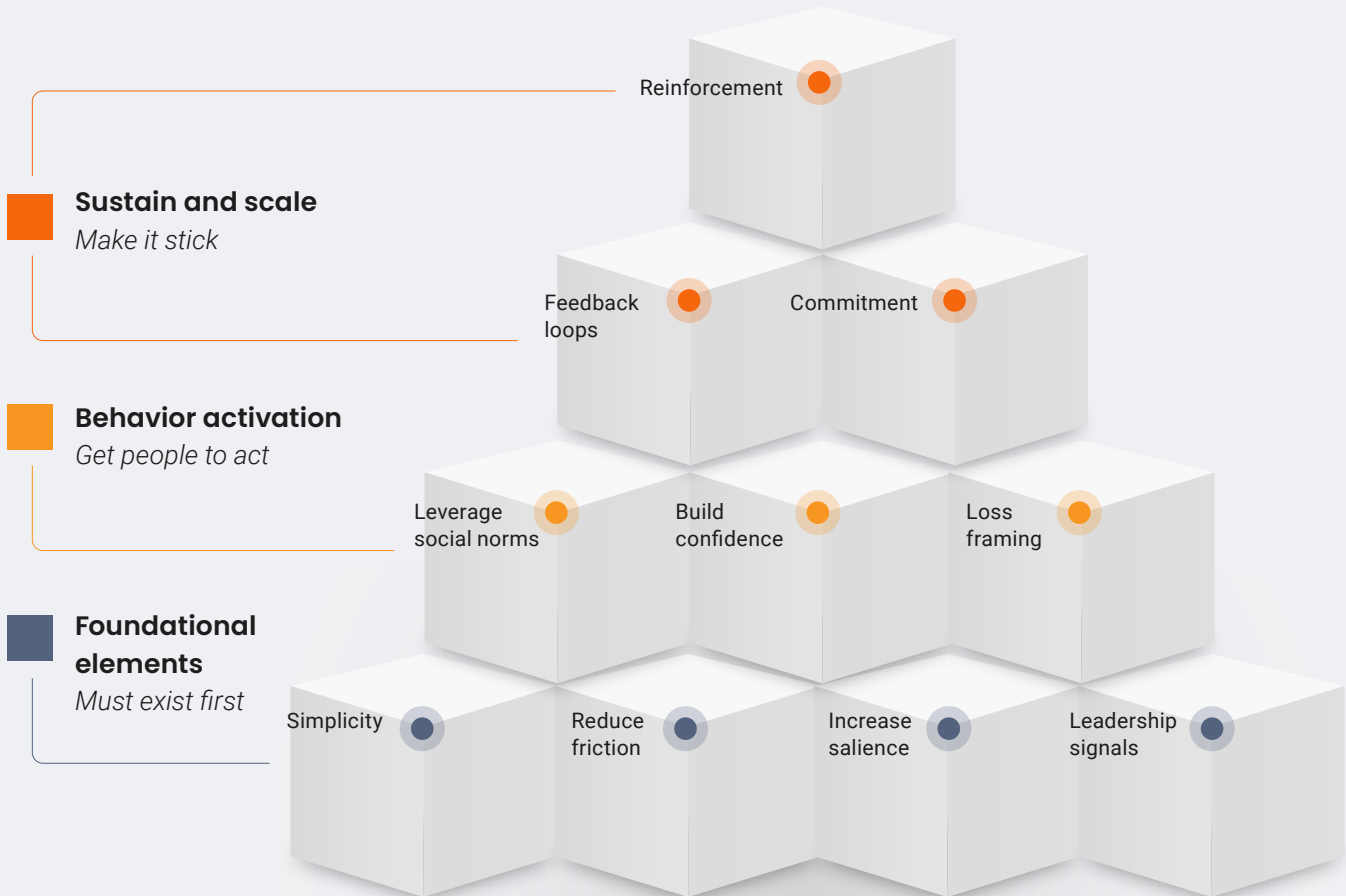 Reinforcement
Sustain and scale
Make it stick
Feedback
loops
Commitment
Behavior activation
Get people to act
Leverage
social norms
Build
confidence
Loss
framing
Foundational
elements
Must exist first
Simplicity
Reduce
friction
Increase
salience
Leadership
signals